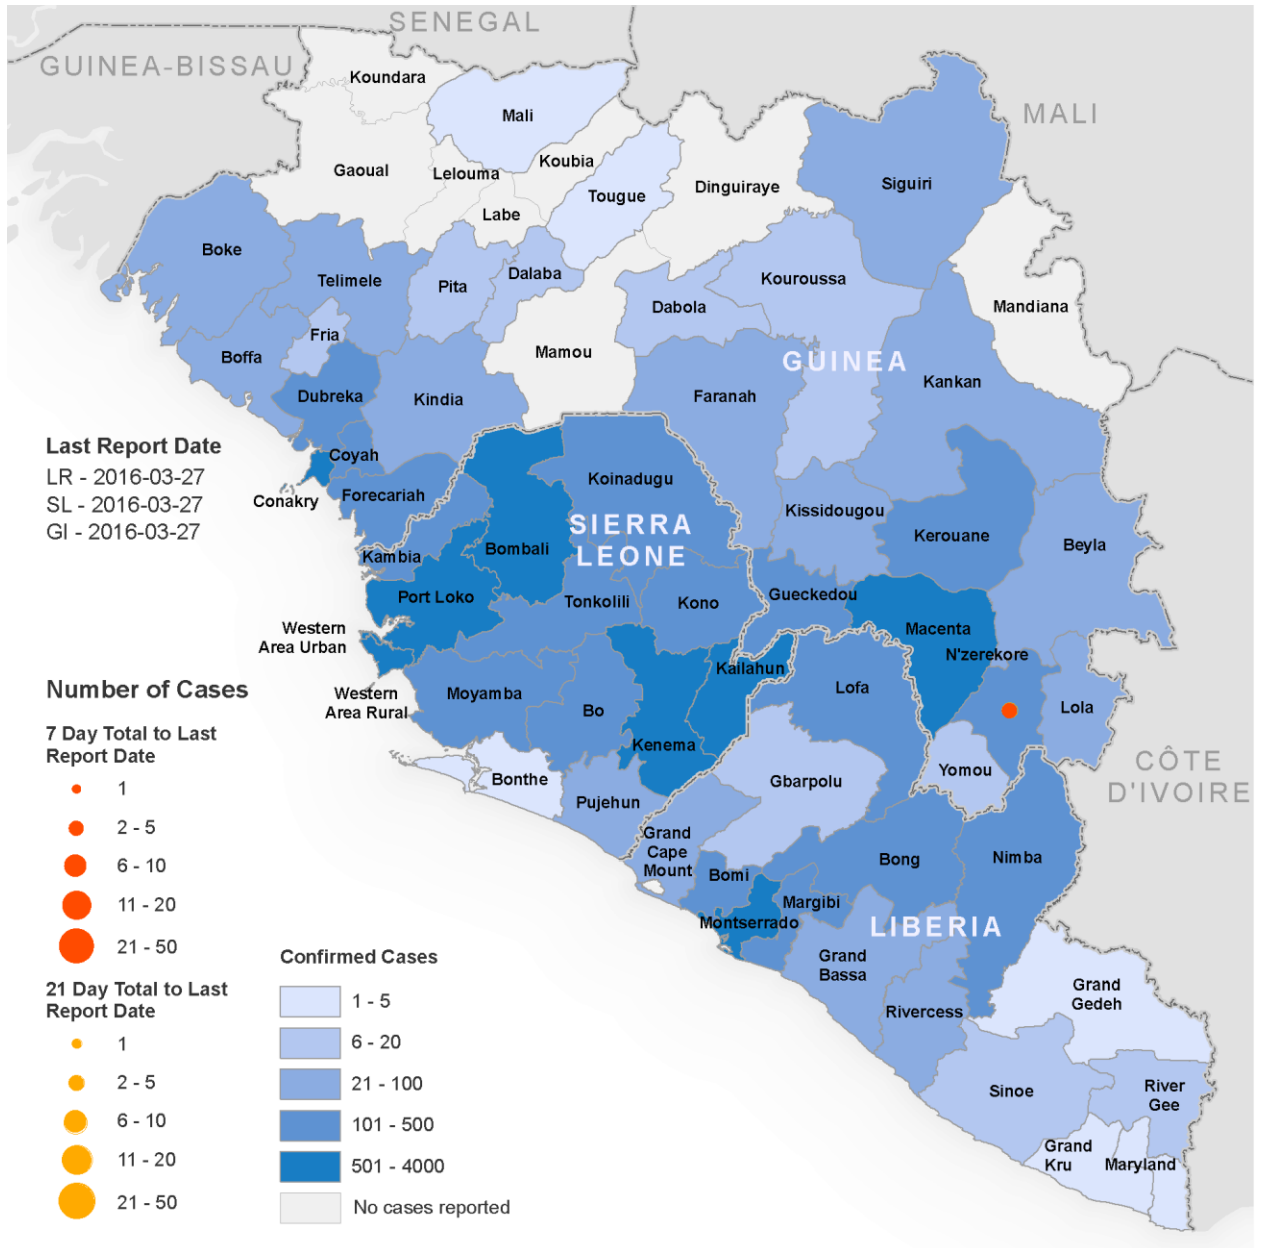 SENEGAL
GUINEA-BISSAU
MALI
Koundara
Mali
Gaoual
Lelouma
Koubia
Labe
Tougue
Dinguiraye
Siguiri
Boke
Telimele
Pita
Dalaba
Kouroussa
Dabola
Mandiana
Fria
Boffa
Mamou
GUINEA
Dubreka
Kindia
Faranah
Kankan
Last Report Date
LR - 2016-03-27
SL - 2016-03-27
GI - 2016-03-27
Coyah
Conakry
Forecariah
Koinadugu
Kissidougou
SIERRA
LEONE
Kambia
Bombali
Kerouane
Beyla
Port Loko
Tonkolili
Kono
Gueckedou
Macenta
N'zerekore
Western
Area Urban
Kailahun
Western
Area Rural
Moyamba
Bo
Lofa
Lola
Kenema
Yomou
Bonthe
Pujehun
Gbarpolu
CÔTE
D'IVOIRE
Grand
Cape
Mount
Bomi
Bong
Nimba
Margibi
Montserrado
LIBERIA
Grand
Bassa
Rivercess
Grand
Gedeh
Sinoe
River
Gee
Grand
Kru
Maryland
Number of Cases
7 Day Total to Last
Report Date
1
2 - 5
6 - 10
11 - 20
21 - 50
21 Day Total to Last
Report Date
1
2 - 5
6 - 10
11 - 20
21 - 50
Confirmed Cases
1 - 5
6 - 20
21 - 100
101 - 500
501 - 4000
No cases reported